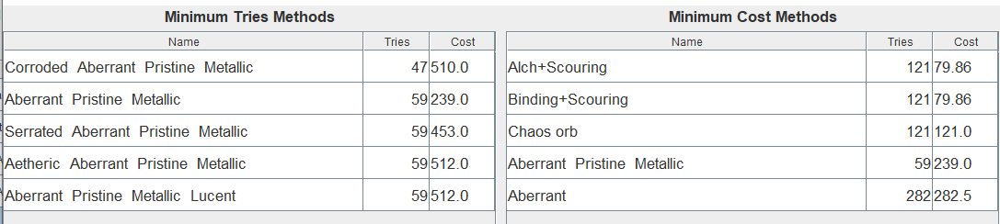 Minimum Tries Methods
Name Tries Cost
Corroded Aberrant Pristine Metallic 47 510.0
Aberrant Pristine Metallic 59 239.0
Serrated Aberrant Pristine Metallic 59 453.0
Aetheric Aberrant Pristine Metallic 59 512.0
Aberrant Pristine Metallic Lucent 59 512.0
Minimum Cost Methods
Name Tries Cost
Alch+Scouring 121 79.86
Binding+Scouring 121 79.86
Chaos orb 121 121.0
Aberrant Pristine Metallic 59 239.0
Aberrant 282 282.5